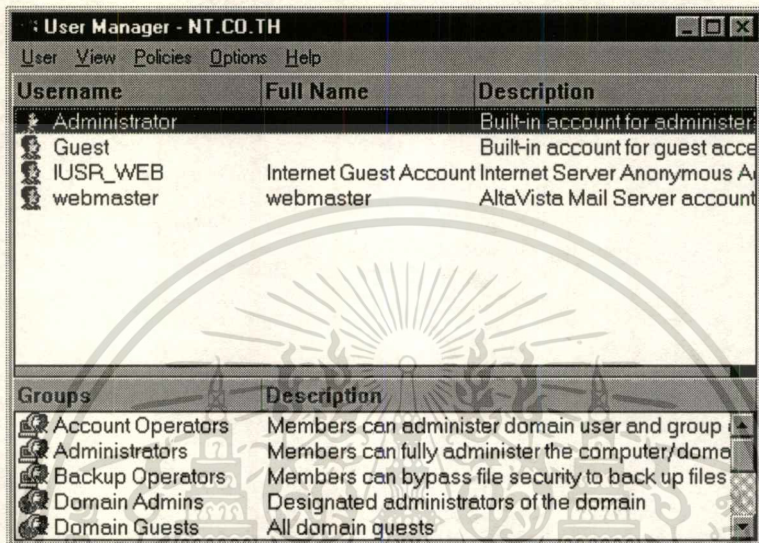 User Manager - NT.CO.TH
User View Policies Options Help
Username Full Name Description
Administrator Built-in account for administer
Guest Built-in account for guest acce
IUSR_WEB Internet Guest Account Internet Server Anonymous A
webmaster webmaster AltaVista Mail Server account
Groups Description
Account Operators Members can administer domain user and group
Administrators Members can fully administer the computer/doma
Backup Operators Members can bypass file security to back up files
Domain Admins Designated administrators of the domain
Domain Guests All domain guests